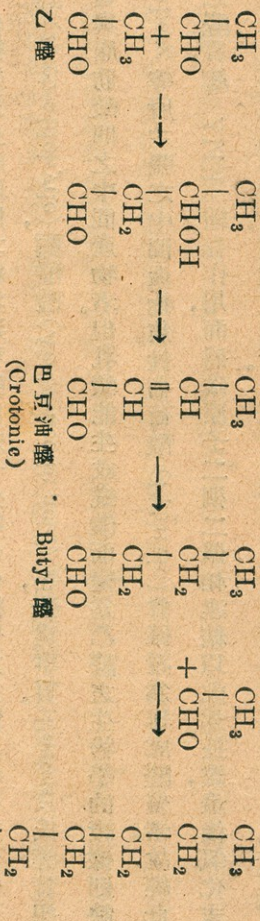 CH₃ CH₃ CH₃ CH₃ CH₃ CH₃
| | | | | |
CHO CHOH CH CH₂ + CHO CH₂
+ ⟶ | ⟶ ‖ ⟶ | ⟶ |
CH₃ CH₂ CH CH₂ CH₂
| | | | |
CHO CHO CHO CHO CH₂
乙醛 巴豆油醛 Butyl 醛 |
(Crotonie) CH₂